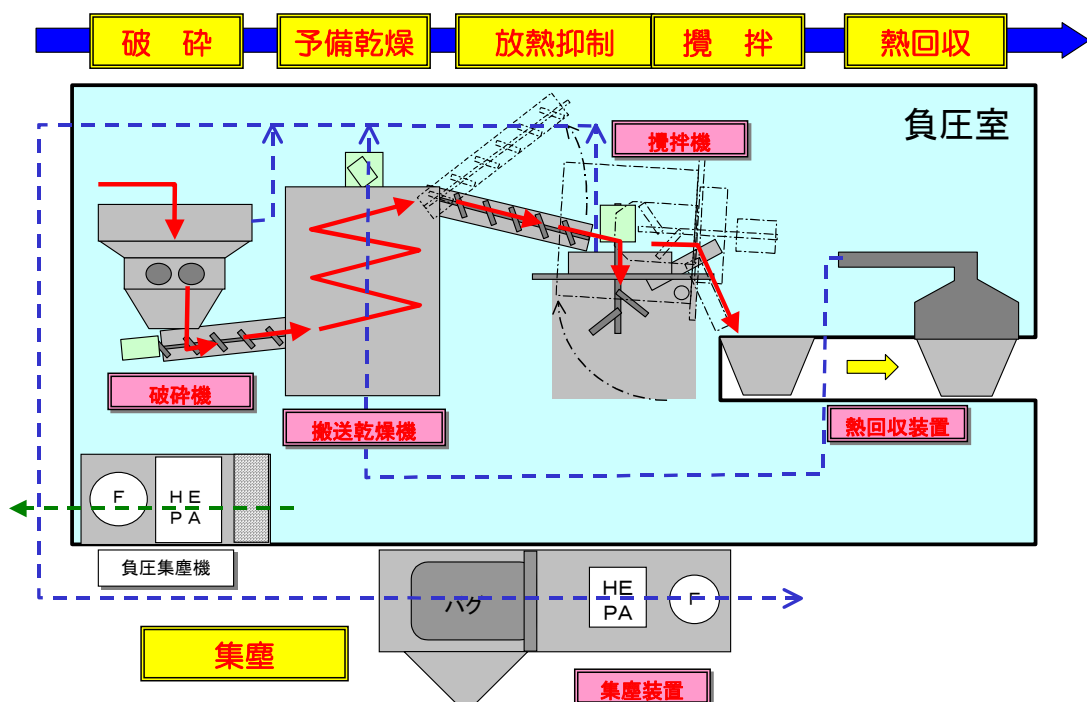 破 砕
予備乾燥
放熱抑制
攪 拌
熱回収
負圧室
攪拌機
破砕機
搬送乾燥機
熱回収装置
F
HE
PA
負圧集塵機
バグ
HE
PA
F
集塵
集塵装置